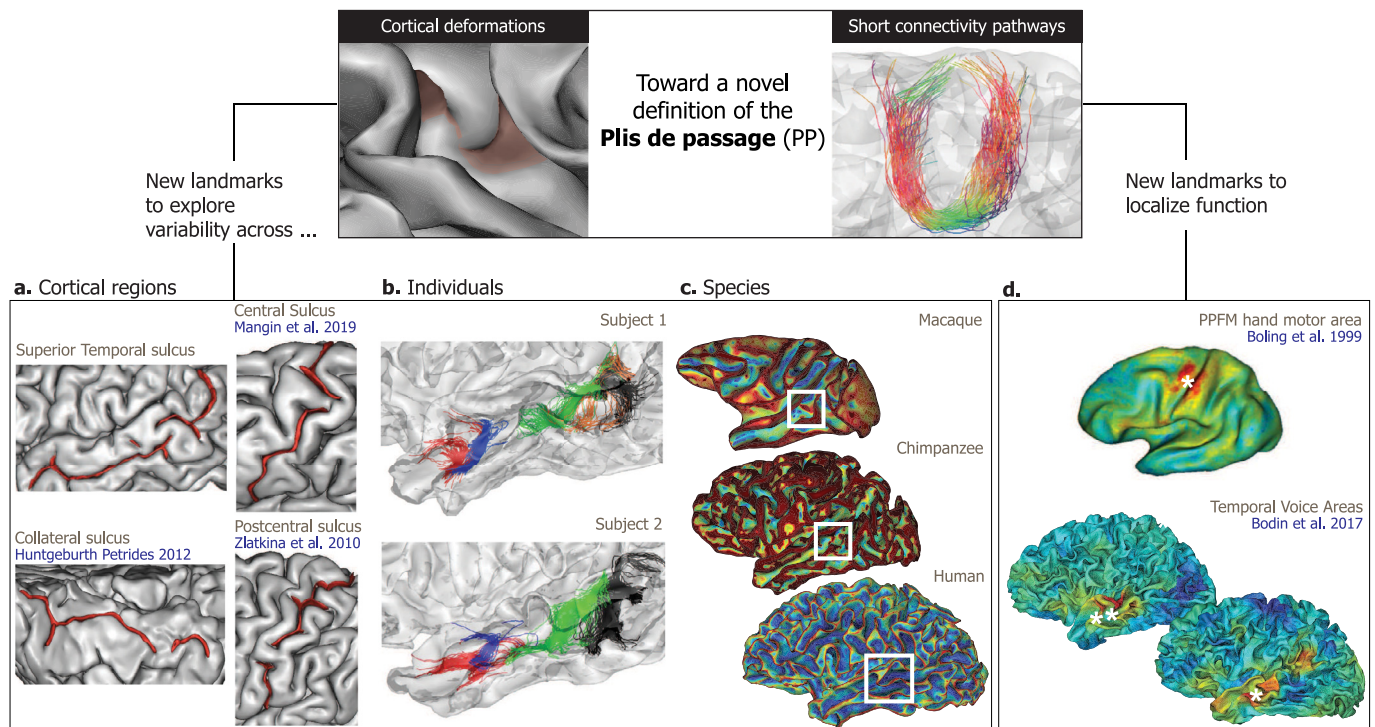 Cortical deformations
Short connectivity pathways
Toward a novel
definition of the
Plis de passage (PP)
New landmarks
to explore
variability across ...
New landmarks to
localize function
a. Cortical regions
Central Sulcus
Mangin et al. 2019
Superior Temporal sulcus
Collateral sulcus
Huntgeburth Petrides 2012
Postcentral sulcus
Zlatkina et al. 2010
b. Individuals
Subject 1
Subject 2
c. Species
Macaque
Chimpanzee
Human
d.
PPFM hand motor area
Boling et al. 1999
*
Temporal Voice Areas
Bodin et al. 2017
**
*